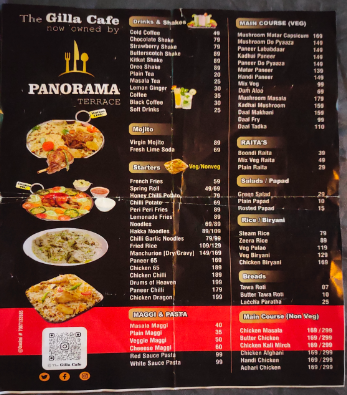 The Gilla Cafe
now owned by
PANORAMA
TERRACE
The Gilla Cafe
Drinks & Shakes
Cold Coffee 49
Chocolate Shake 79
Strawberry Shake 79
Butterscotch Shake 69
Kitkat Shake 69
Oreo Shake 89
Plain Tea 20
Masala Tea 25
Lemon Ginger 30
Coffee 35
Black Coffee 30
Soft Drinks 25
Mojito
Virgin Mojito 89
Fresh Lime Soda 69
Starters Veg/Nonveg
French Fries 59
Spring Roll 49/69
Honey Chilli Potato 79
Chilli Potato 69
Peri Peri Fries 89
Lemonade Fries 89
Noodles 69/89
Hakka Noodles 89/109
Chilli Garlic Noodles 79/99
Fried Rice 109/129
Manchurian (Dry/Gravy) 149/169
Paneer 65 169
Chicken 65 189
Chicken Chilli 189
Drums of Heaven 199
Paneer Chilli 179
Chicken Dragon 199
MAGGI & PASTA
Masala Maggi 40
Plain Maggi 35
Veggie Maggi 50
Cheese Maggi 60
Red Sauce Pasta 99
White Sauce Pasta 99
MAIN COURSE (VEG)
Mushroom Matar Capsicum 169
Mushroom Do Pyaza 149
Paneer Lababdaar 149
Kadhai Paneer 149
Paneer Do Pyaza 149
Matar Paneer 139
Handi Paneer 149
Mix Veg 99
Dum Aloo 99
Mushroom Masala 179
Kadhai Mushroom 159
Daal Makhani 159
Daal Fry 99
Daal Tadka 119
RAITA'S
Boondi Raita 39
Mix Veg Raita 49
Plain Raita 29
Salads / Papad
Green Salad
Plain Papad 10
Roasted Papad 15
Rice / Biryani
Steam Rice 79
Zeera Rice 89
Veg Pulao 119
Veg Biryani 129
Chicken Biryani 169
Breads
Tawa Roti 07
Butter Tawa Roti 10
Lachha Paratha 25
Main Course (Non Veg)
Chicken Masala 169 / 299
Butter Chicken 169 / 299
Chicken Kali Mirch 169 / 299
Chicken Afghani 169 / 299
Handi Chicken 169 / 299
Achari Chicken 165 / 299